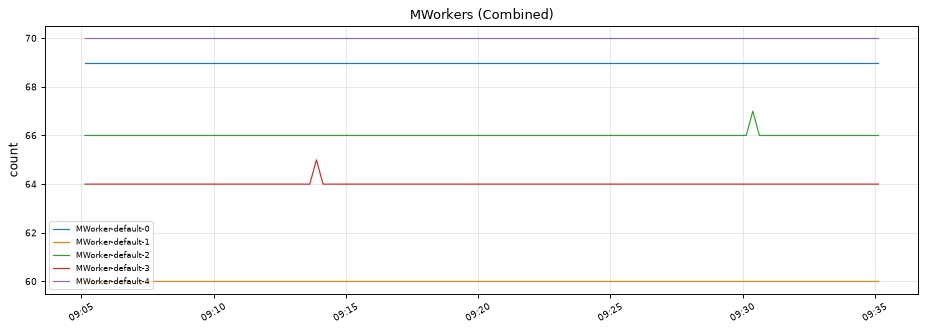 MWorkers (Combined)
count
70
68
66
64
62
60
MWorker-default-0
MWorker-default-1
MWorker-default-2
MWorker-default-3
MWorker-default-4
09:05
09:10
09:15
09:20
09:25
09:30
09:35